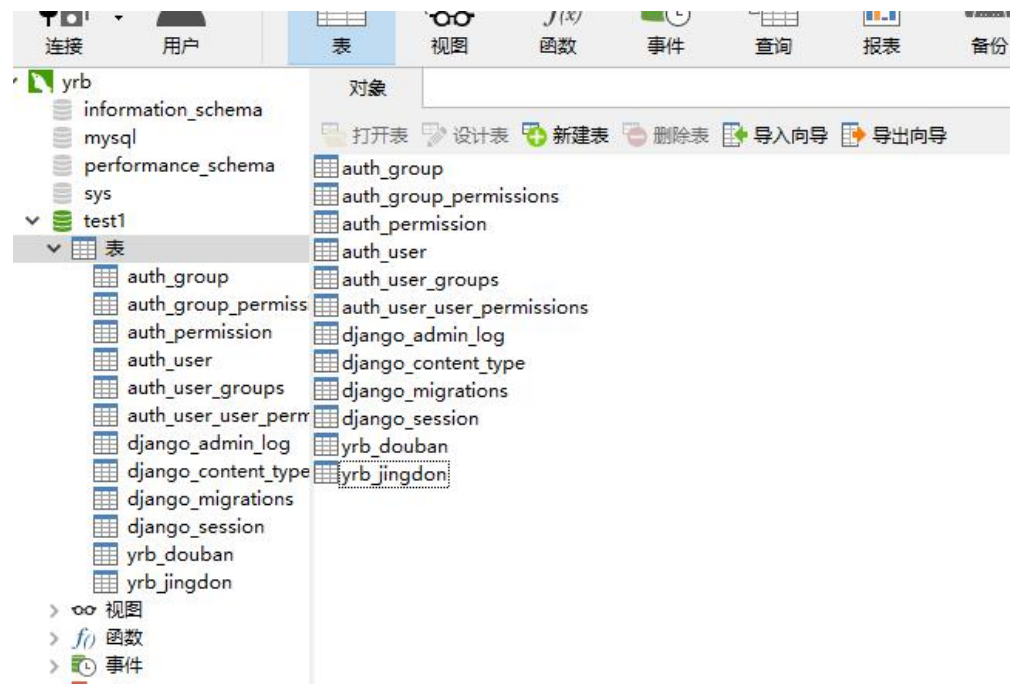 连接 用户 表 视图 函数 事件 查询 报表 备份
yrb
information_schema
mysql
performance_schema
sys
test1
表
auth_group
auth_group_permiss
auth_permission
auth_user
auth_user_groups
auth_user_user_perm
django_admin_log
django_content_type
django_migrations
django_session
yrb_douban
yrb_jingdon
视图
f() 函数
事件
对象
打开表 设计表 新建表 删除表 导入向导 导出向导
auth_group
auth_group_permissions
auth_permission
auth_user
auth_user_groups
auth_user_user_permissions
django_admin_log
django_content_type
django_migrations
django_session
yrb_douban
yrb_jingdon